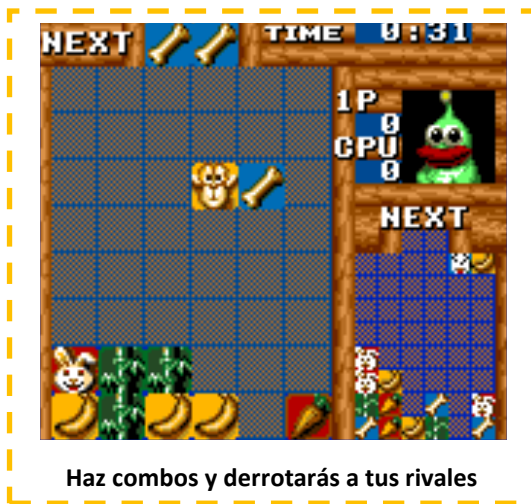 NEXT
TIME 0:31
1P
0
CPU
0
NEXT
Haz combos y derrotarás a tus rivales